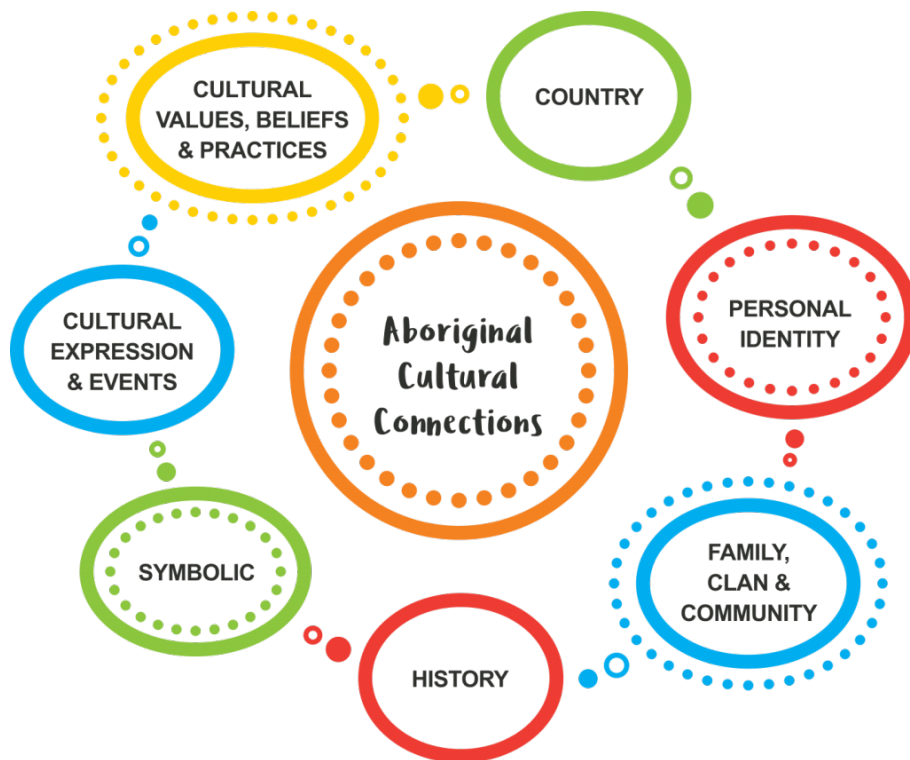 CULTURAL
VALUES, BELIEFS
& PRACTICES
COUNTRY
PERSONAL
IDENTITY
FAMILY,
CLAN &
COMMUNITY
HISTORY
SYMBOLIC
CULTURAL
EXPRESSION
& EVENTS
Aboriginal
Cultural
Connections